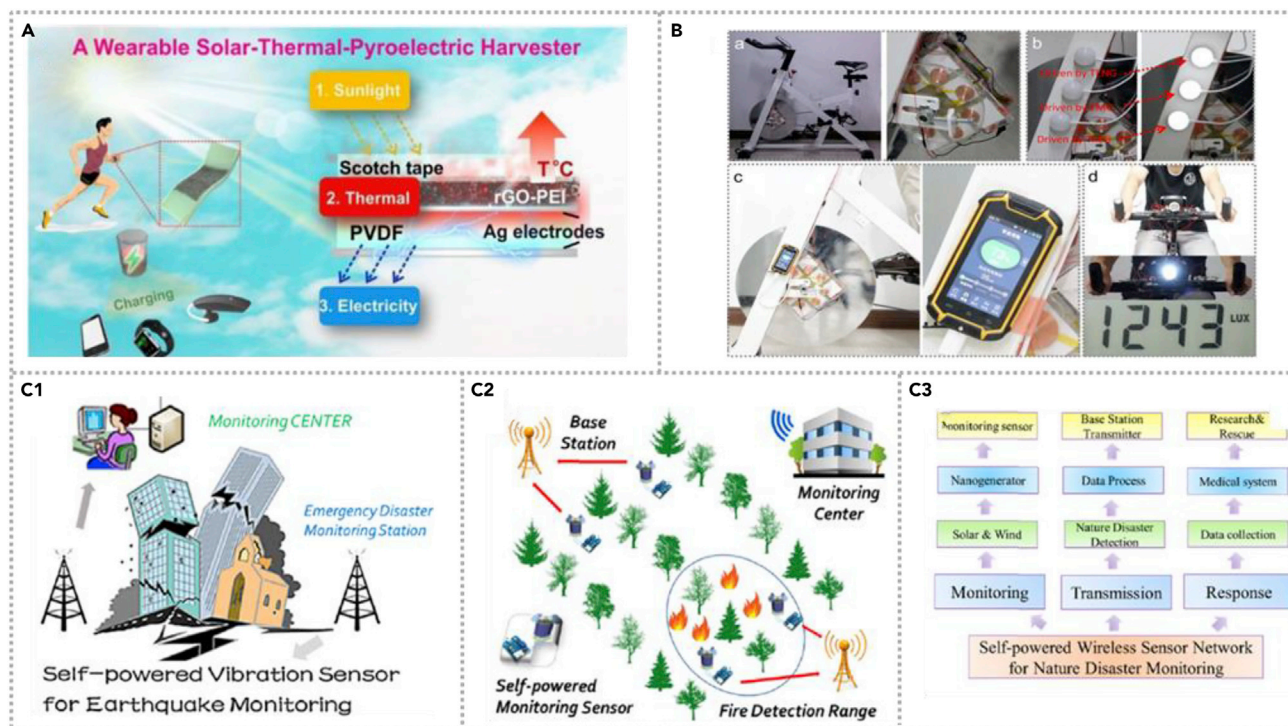 A
A Wearable Solar-Thermal-Pyroelectric Harvester
1. Sunlight
Scotch tape
T°C
2. Thermal
rGO-PEI
PVDF
Ag electrodes
3. Electricity
Charging
B
a
b
Driven by TENG
Driven by
Driven by
c
d
1243 LUX
C1
Monitoring CENTER
Emergency Disaster
Monitoring Station
Self-powered Vibration Sensor
for Earthquake Monitoring
C2
Base
Station
Monitoring
Center
Self-powered
Monitoring Sensor
Fire Detection Range
C3
Monitoring sensor
Base Station
Transmitter
Research&
Rescue
Nanogenerator
Data Process
Medical system
Solar & Wind
Nature Disaster
Detection
Data collection
Monitoring
Transmission
Response
Self-powered Wireless Sensor Network
for Nature Disaster Monitoring